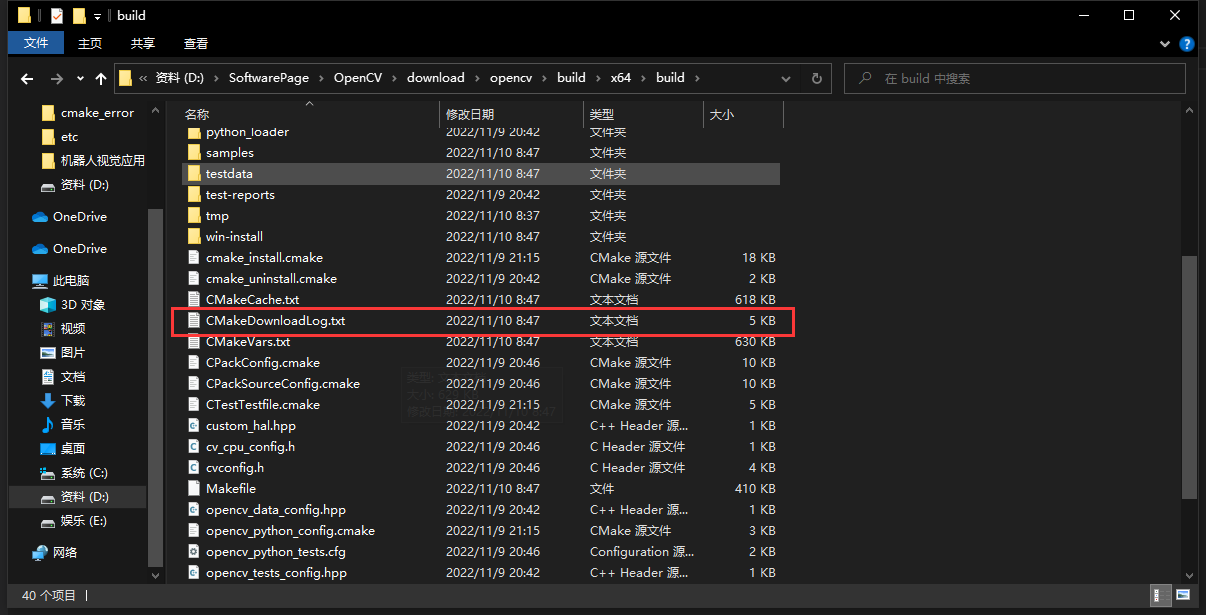 build
文件 主页 共享 查看
« 资料 (D:) › SoftwarePage › OpenCV › download › opencv › build › x64 › build ›
在 build 中搜索
cmake_error
etc
机器人视觉应用
资料 (D:)
OneDrive
OneDrive
此电脑
3D 对象
视频
图片
文档
下载
音乐
桌面
系统 (C:)
资料 (D:)
娱乐 (E:)
网络
名称 修改日期 类型 大小
python_loader 2022/11/9 20:42 文件夹
samples 2022/11/10 8:47 文件夹
testdata 2022/11/10 8:47 文件夹
test-reports 2022/11/9 20:42 文件夹
tmp 2022/11/10 8:37 文件夹
win-install 2022/11/10 8:47 文件夹
cmake_install.cmake 2022/11/9 21:15 CMake 源文件 18 KB
cmake_uninstall.cmake 2022/11/9 20:42 CMake 源文件 2 KB
CMakeCache.txt 2022/11/10 8:47 文本文档 618 KB
CMakeDownloadLog.txt 2022/11/10 8:47 文本文档 5 KB
CMakeVars.txt 2022/11/10 8:47 文本文档 630 KB
CPackConfig.cmake 2022/11/9 20:46 CMake 源文件 10 KB
CPackSourceConfig.cmake 2022/11/9 20:46 CMake 源文件 10 KB
CTestTestfile.cmake 2022/11/9 21:15 CMake 源文件 5 KB
custom_hal.hpp 2022/11/9 20:42 C++ Header 源... 1 KB
cv_cpu_config.h 2022/11/9 20:46 C Header 源文件 1 KB
cvconfig.h 2022/11/9 20:46 C Header 源文件 4 KB
Makefile 2022/11/10 8:47 文件 410 KB
opencv_data_config.hpp 2022/11/9 20:42 C++ Header 源... 1 KB
opencv_python_config.cmake 2022/11/9 21:15 CMake 源文件 3 KB
opencv_python_tests.cfg 2022/11/9 20:46 Configuration 源... 2 KB
opencv_tests_config.hpp 2022/11/9 20:42 C++ Header 源... 1 KB
40 个项目